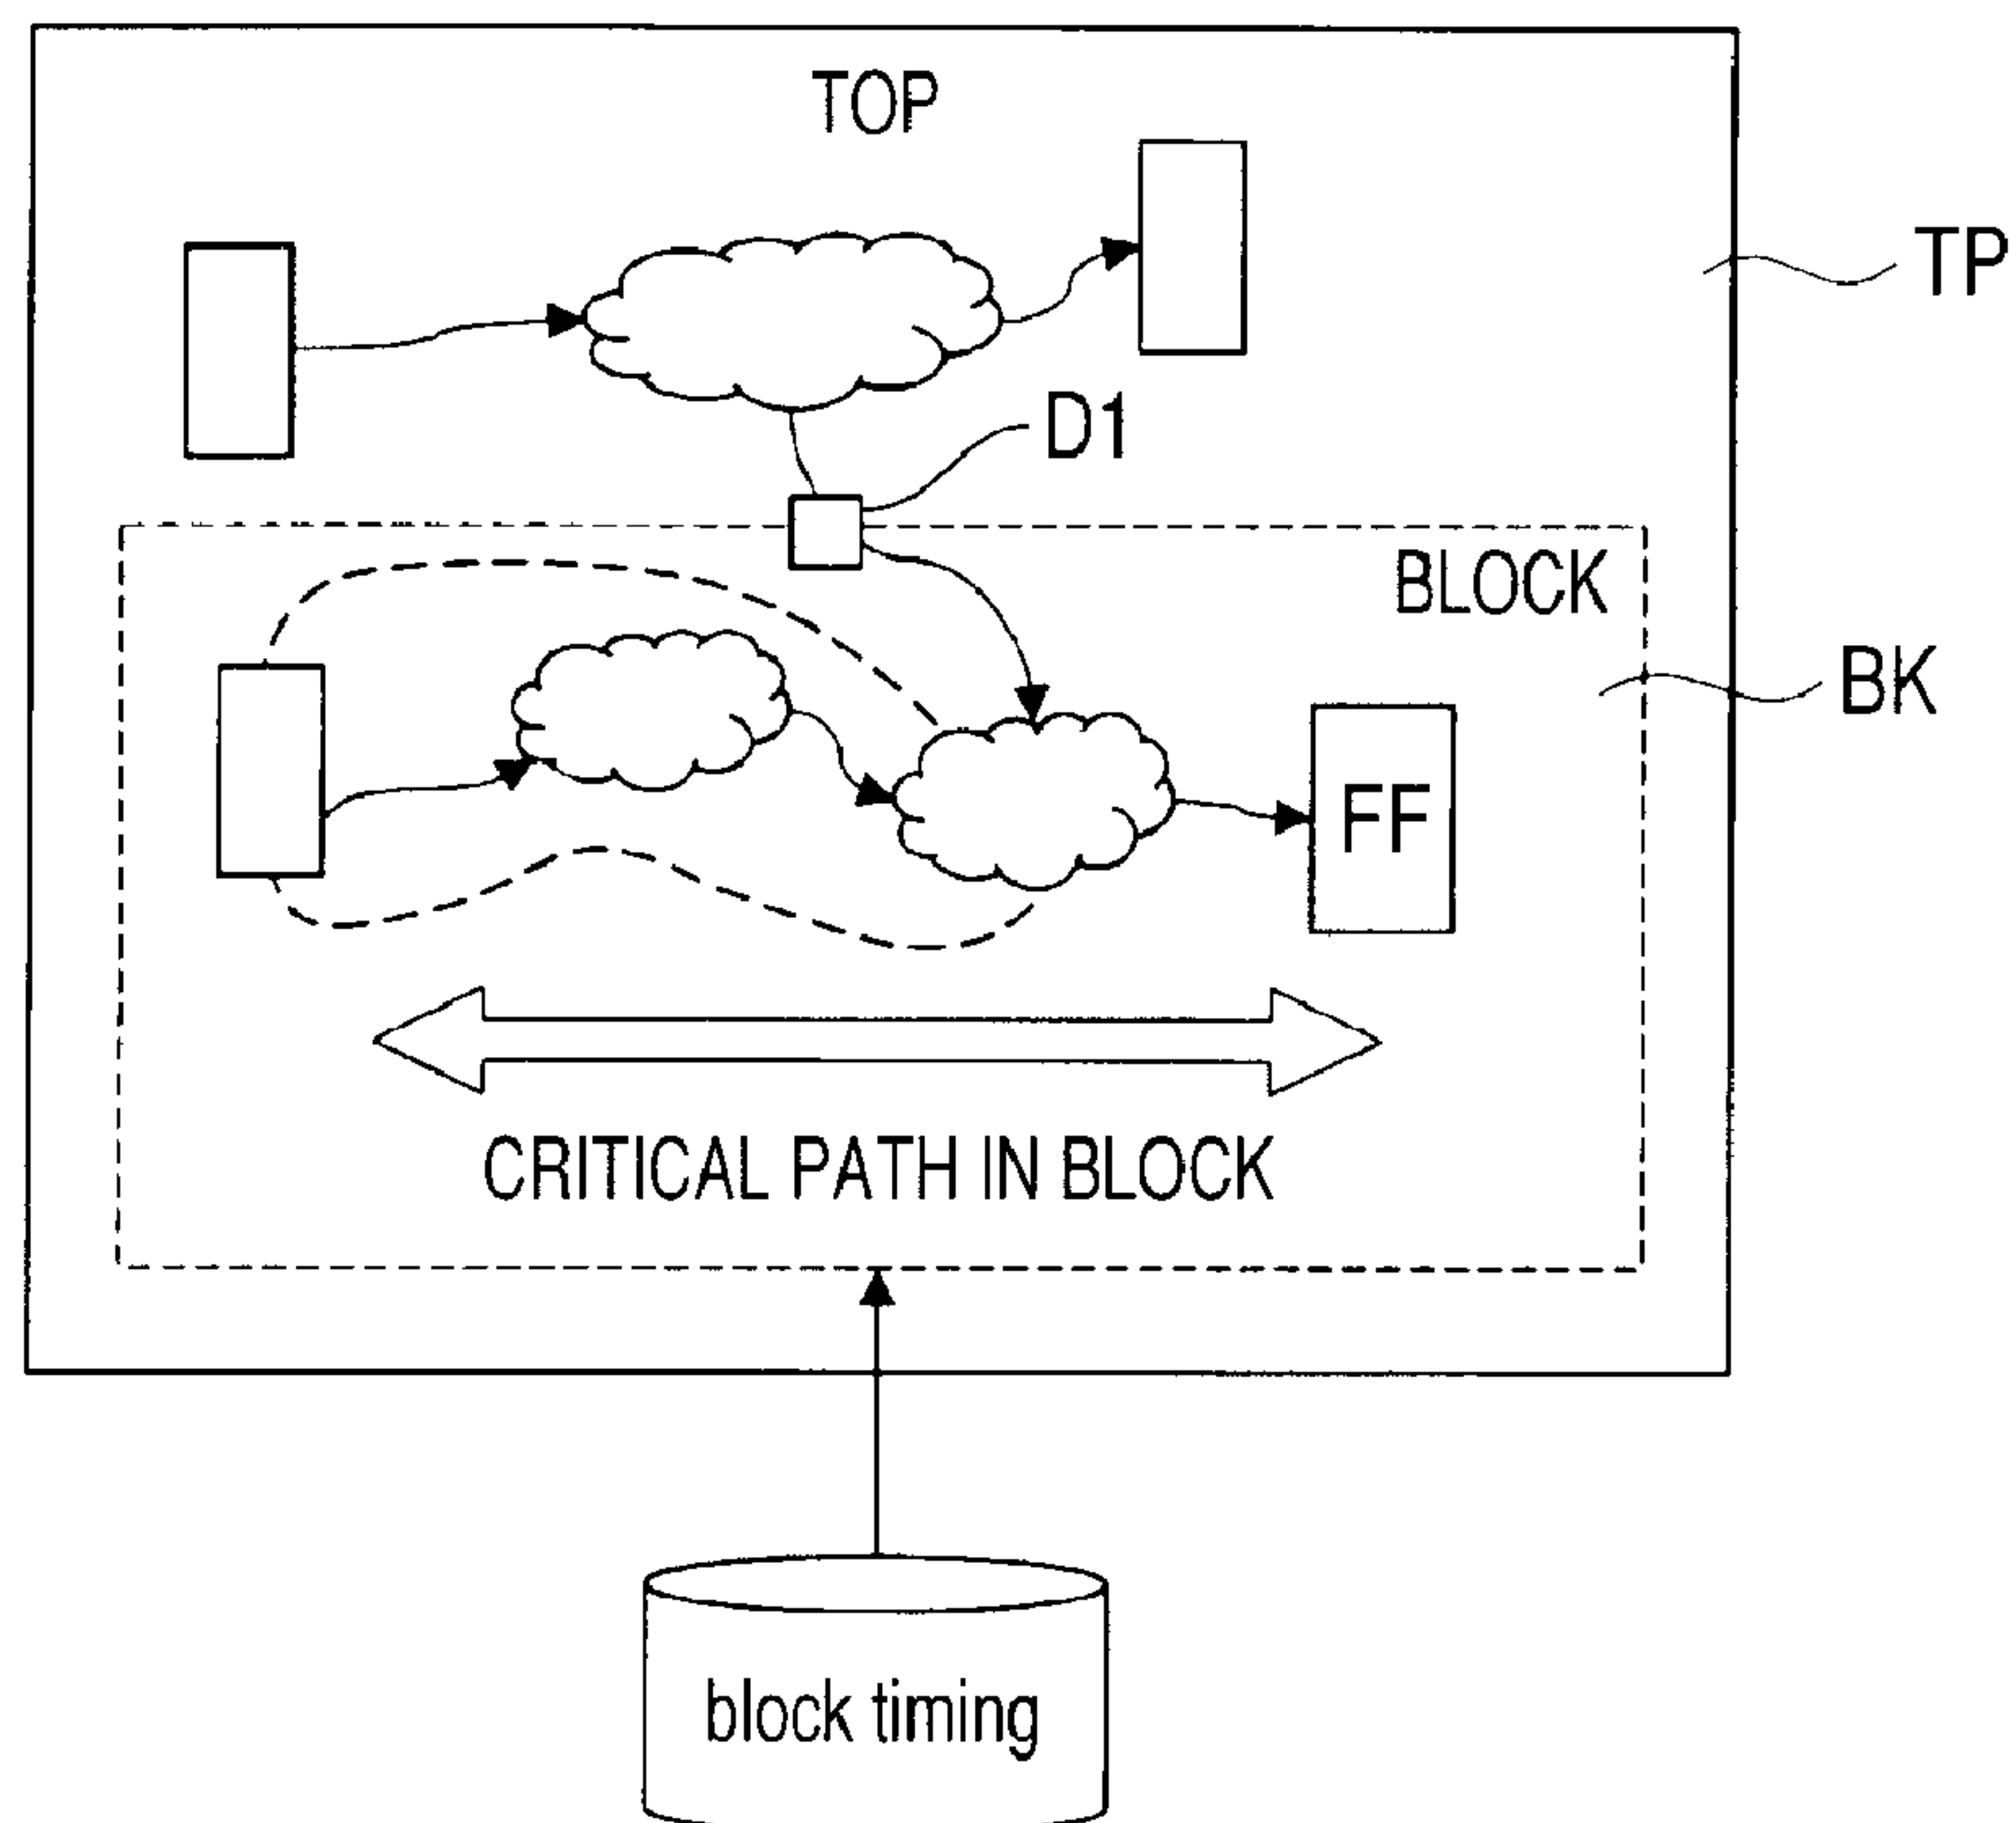 TOP
TP
D1
BLOCK
BK
FF
CRITICAL PATH IN BLOCK
block timing